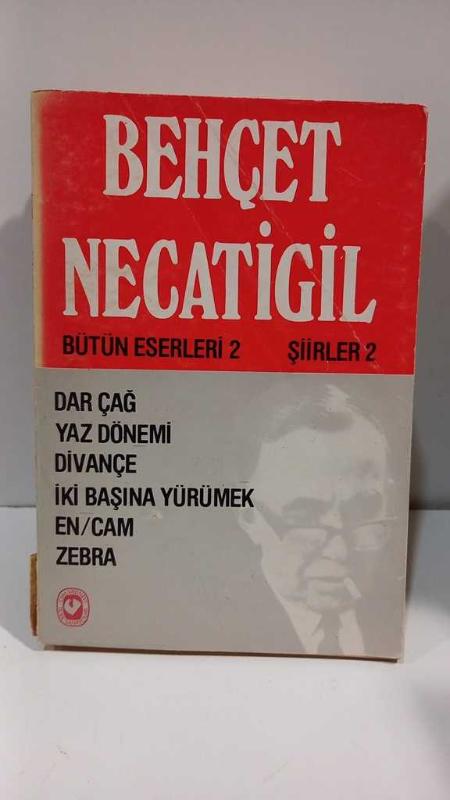 BEHÇET
NECATİGİL
BÜTÜN ESERLERİ 2 ŞİİRLER 2
DAR ÇAĞ
YAZ DÖNEMİ
DİVANÇE
İKİ BAŞINA YÜRÜMEK
EN/CAM
ZEBRA